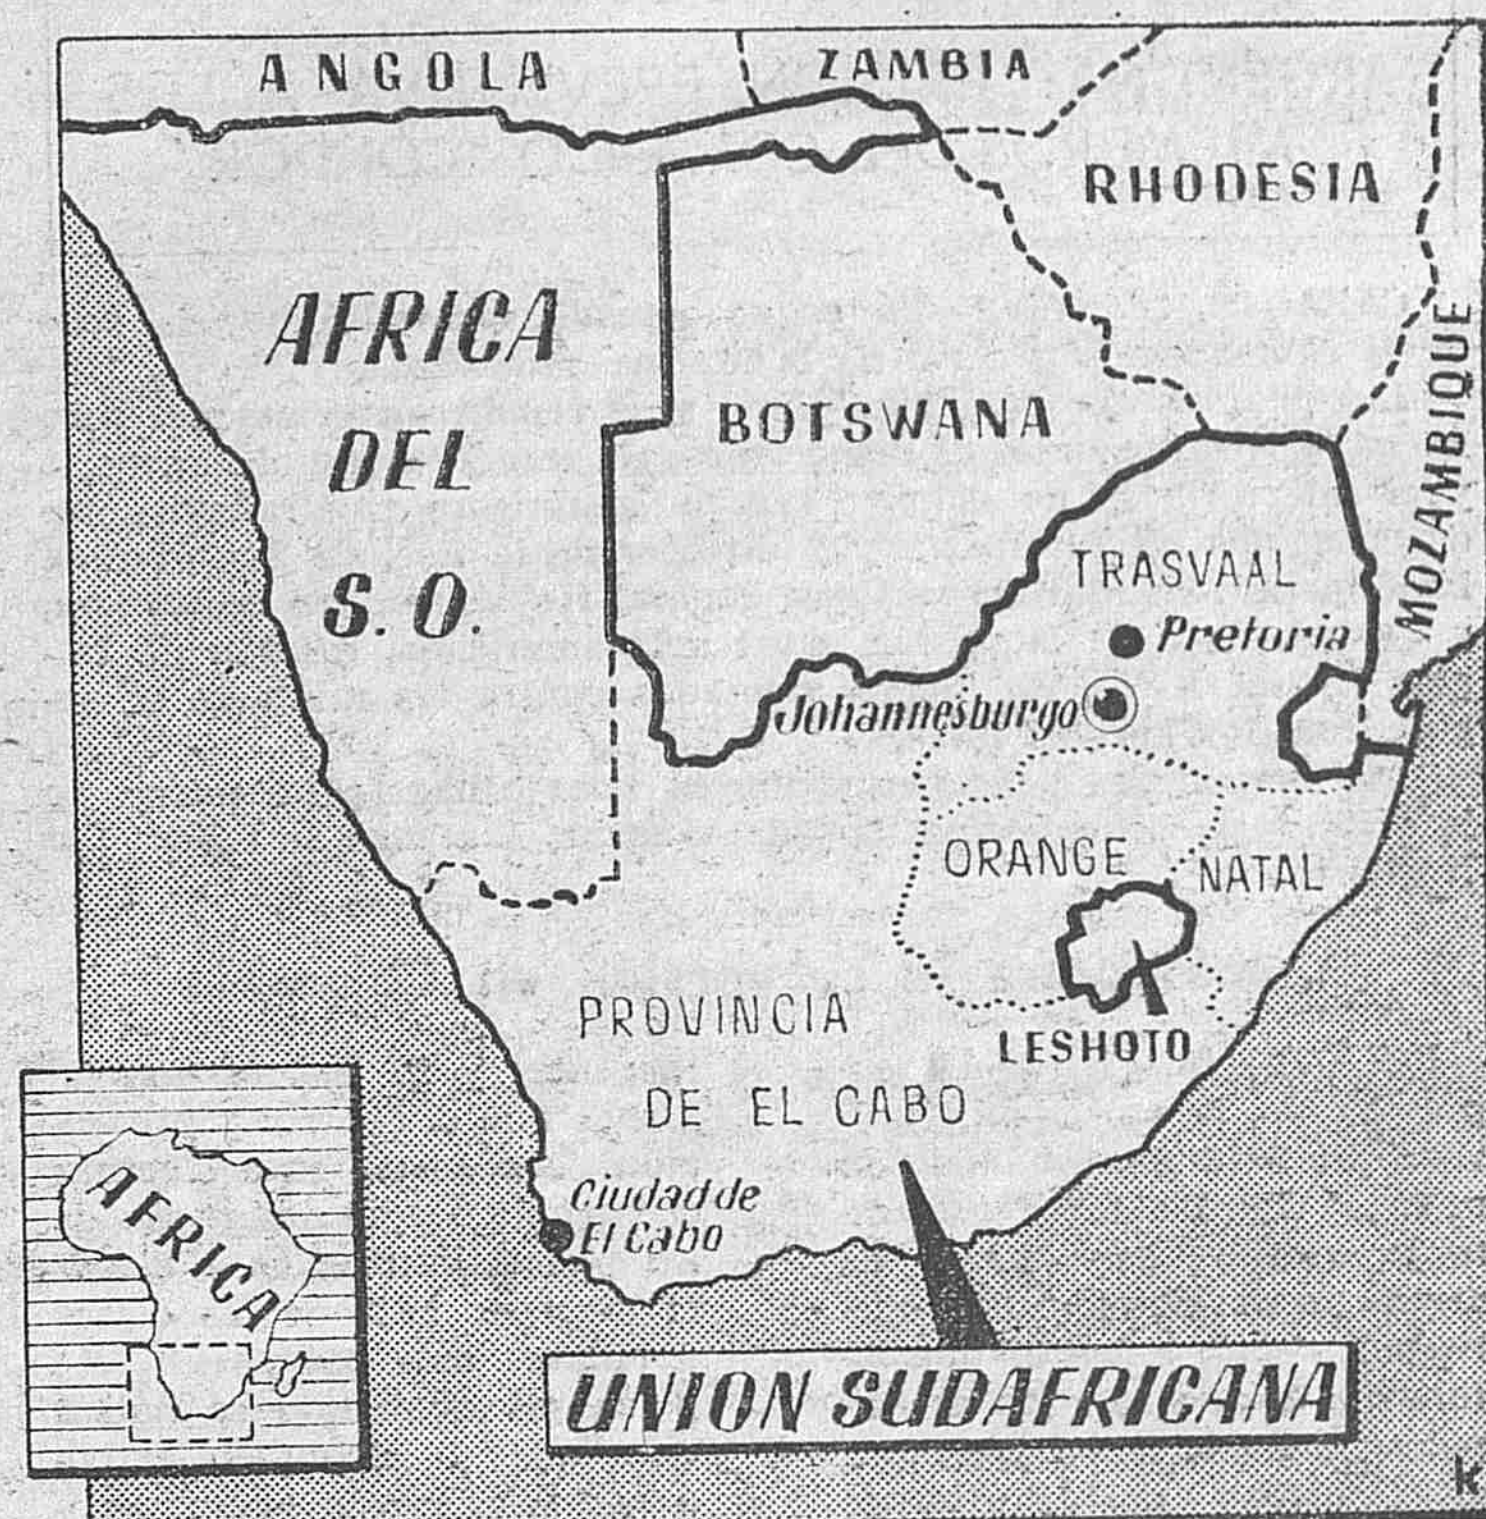 ANGOLA
ZAMBIA
RHODESIA
AFRICA
DEL
S. O.
BOTSWANA
MOZAMBIQUE
TRASVAAL
Pretoria
Johannesburgo
ORANGE
NATAL
LESHOTO
PROVINCIA
DE EL CABO
Ciudad de
El Cabo
AFRICA
UNION SUDAFRICANA
k